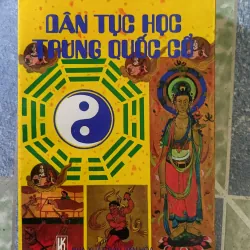 DÂN TỤC HỌC
TRUNG QUỐC CỔ